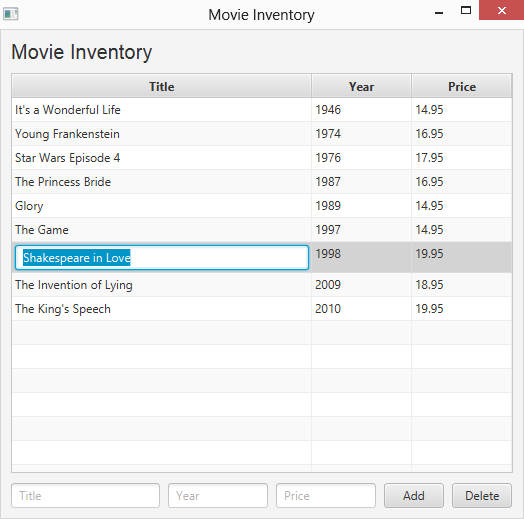 Movie Inventory
Movie Inventory
Title Year Price
It's a Wonderful Life 1946 14.95
Young Frankenstein 1974 16.95
Star Wars Episode 4 1976 17.95
The Princess Bride 1987 16.95
Glory 1989 14.95
The Game 1997 14.95
Shakespeare in Love 1998 19.95
The Invention of Lying 2009 18.95
The King's Speech 2010 19.95
Title Year Price Add Delete